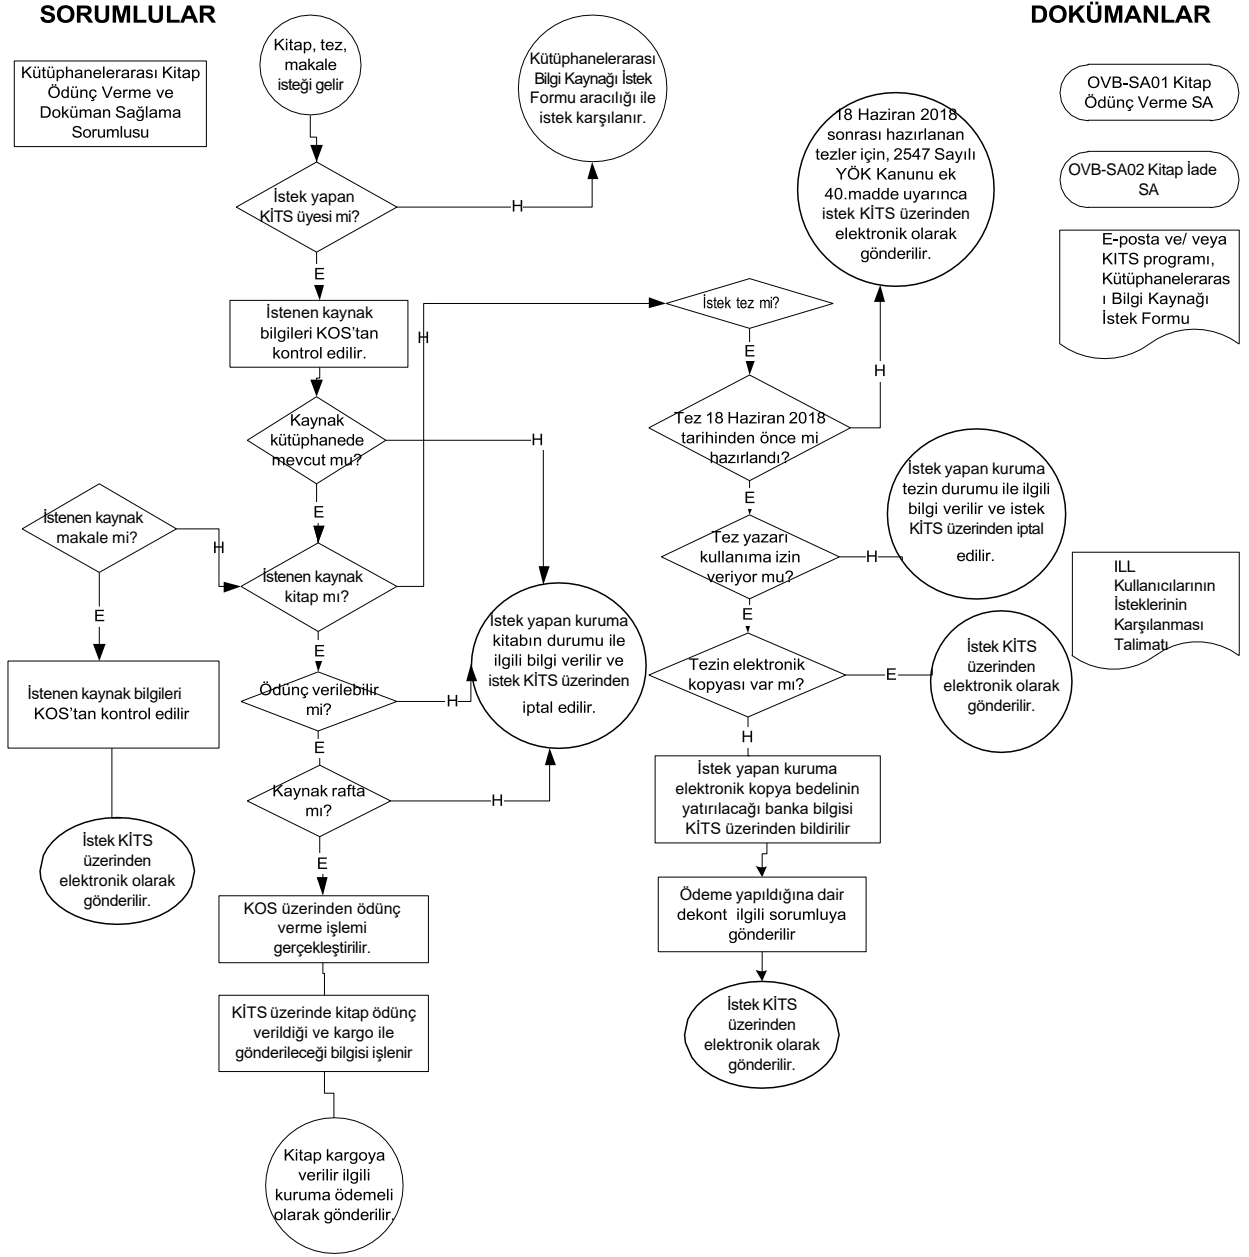 SORUMLULAR
DOKÜMANLAR
Kütüphanelerarası Kitap
Ödünç Verme ve
Doküman Sağlama
Sorumlusu
Kitap, tez,
makale
isteği gelir
Kütüphanelerarası
Bilgi Kaynağı İstek
Formu aracılığı ile
istek karşılanır.
18 Haziran 2018
sonrası hazırlanan
tezler için, 2547 Sayılı
YÖK Kanunu ek
40.madde uyarınca
istek KİTS üzerinden
elektronik olarak
gönderilir.
OVB-SA01 Kitap
Ödünç Verme SA
OVB-SA02 Kitap İade
SA
E-posta ve/ veya
KITS programı,
Kütüphaneleraras
ı Bilgi Kaynağı
İstek Formu
İstek yapan
KİTS üyesi mi?
H
E
İstenen kaynak
bilgileri KOS'tan
kontrol edilir.
H
İstek tez mi?
E
H
Kaynak
kütüphanede
mevcut mu?
H
E
Tez 18 Haziran 2018
tarihinden önce mi
hazırlandı?
E
İstek yapan kuruma
tezin durumu ile ilgili
bilgi verilir ve istek
KİTS üzerinden iptal
edilir.
İstenen kaynak
makale mi?
H
E
İstenen kaynak
kitap mı?
E
Tez yazarı
kullanıma izin
veriyor mu?
H
E
ILL
Kullanıcılarının
İsteklerinin
Karşılanması
Talimatı
İstek yapan kuruma
kitabın durumu ile
ilgili bilgi verilir ve
istek KİTS üzerinden
iptal edilir.
Tezin elektronik
kopyası var mı?
E
H
İstek KİTS
üzerinden
elektronik olarak
gönderilir.
İstenen kaynak bilgileri
KOS'tan kontrol edilir
Ödünç verilebilir
mi?
H
E
Kaynak rafta
mı?
H
E
İstek yapan kuruma
elektronik kopya bedelinin
yatırılacağı banka bilgisi
KİTS üzerinden bildirilir
İstek KİTS
üzerinden
elektronik olarak
gönderilir.
KOS üzerinden ödünç
verme işlemi
gerçekleştirilir.
Ödeme yapıldığına dair
dekont ilgili sorumluya
gönderilir
KİTS üzerinde kitap ödünç
verildiği ve kargo ile
gönderileceği bilgisi işlenir
İstek KİTS
üzerinden
elektronik olarak
gönderilir.
Kitap kargoya
verilir ilgili
kuruma ödemeli
olarak gönderilir.